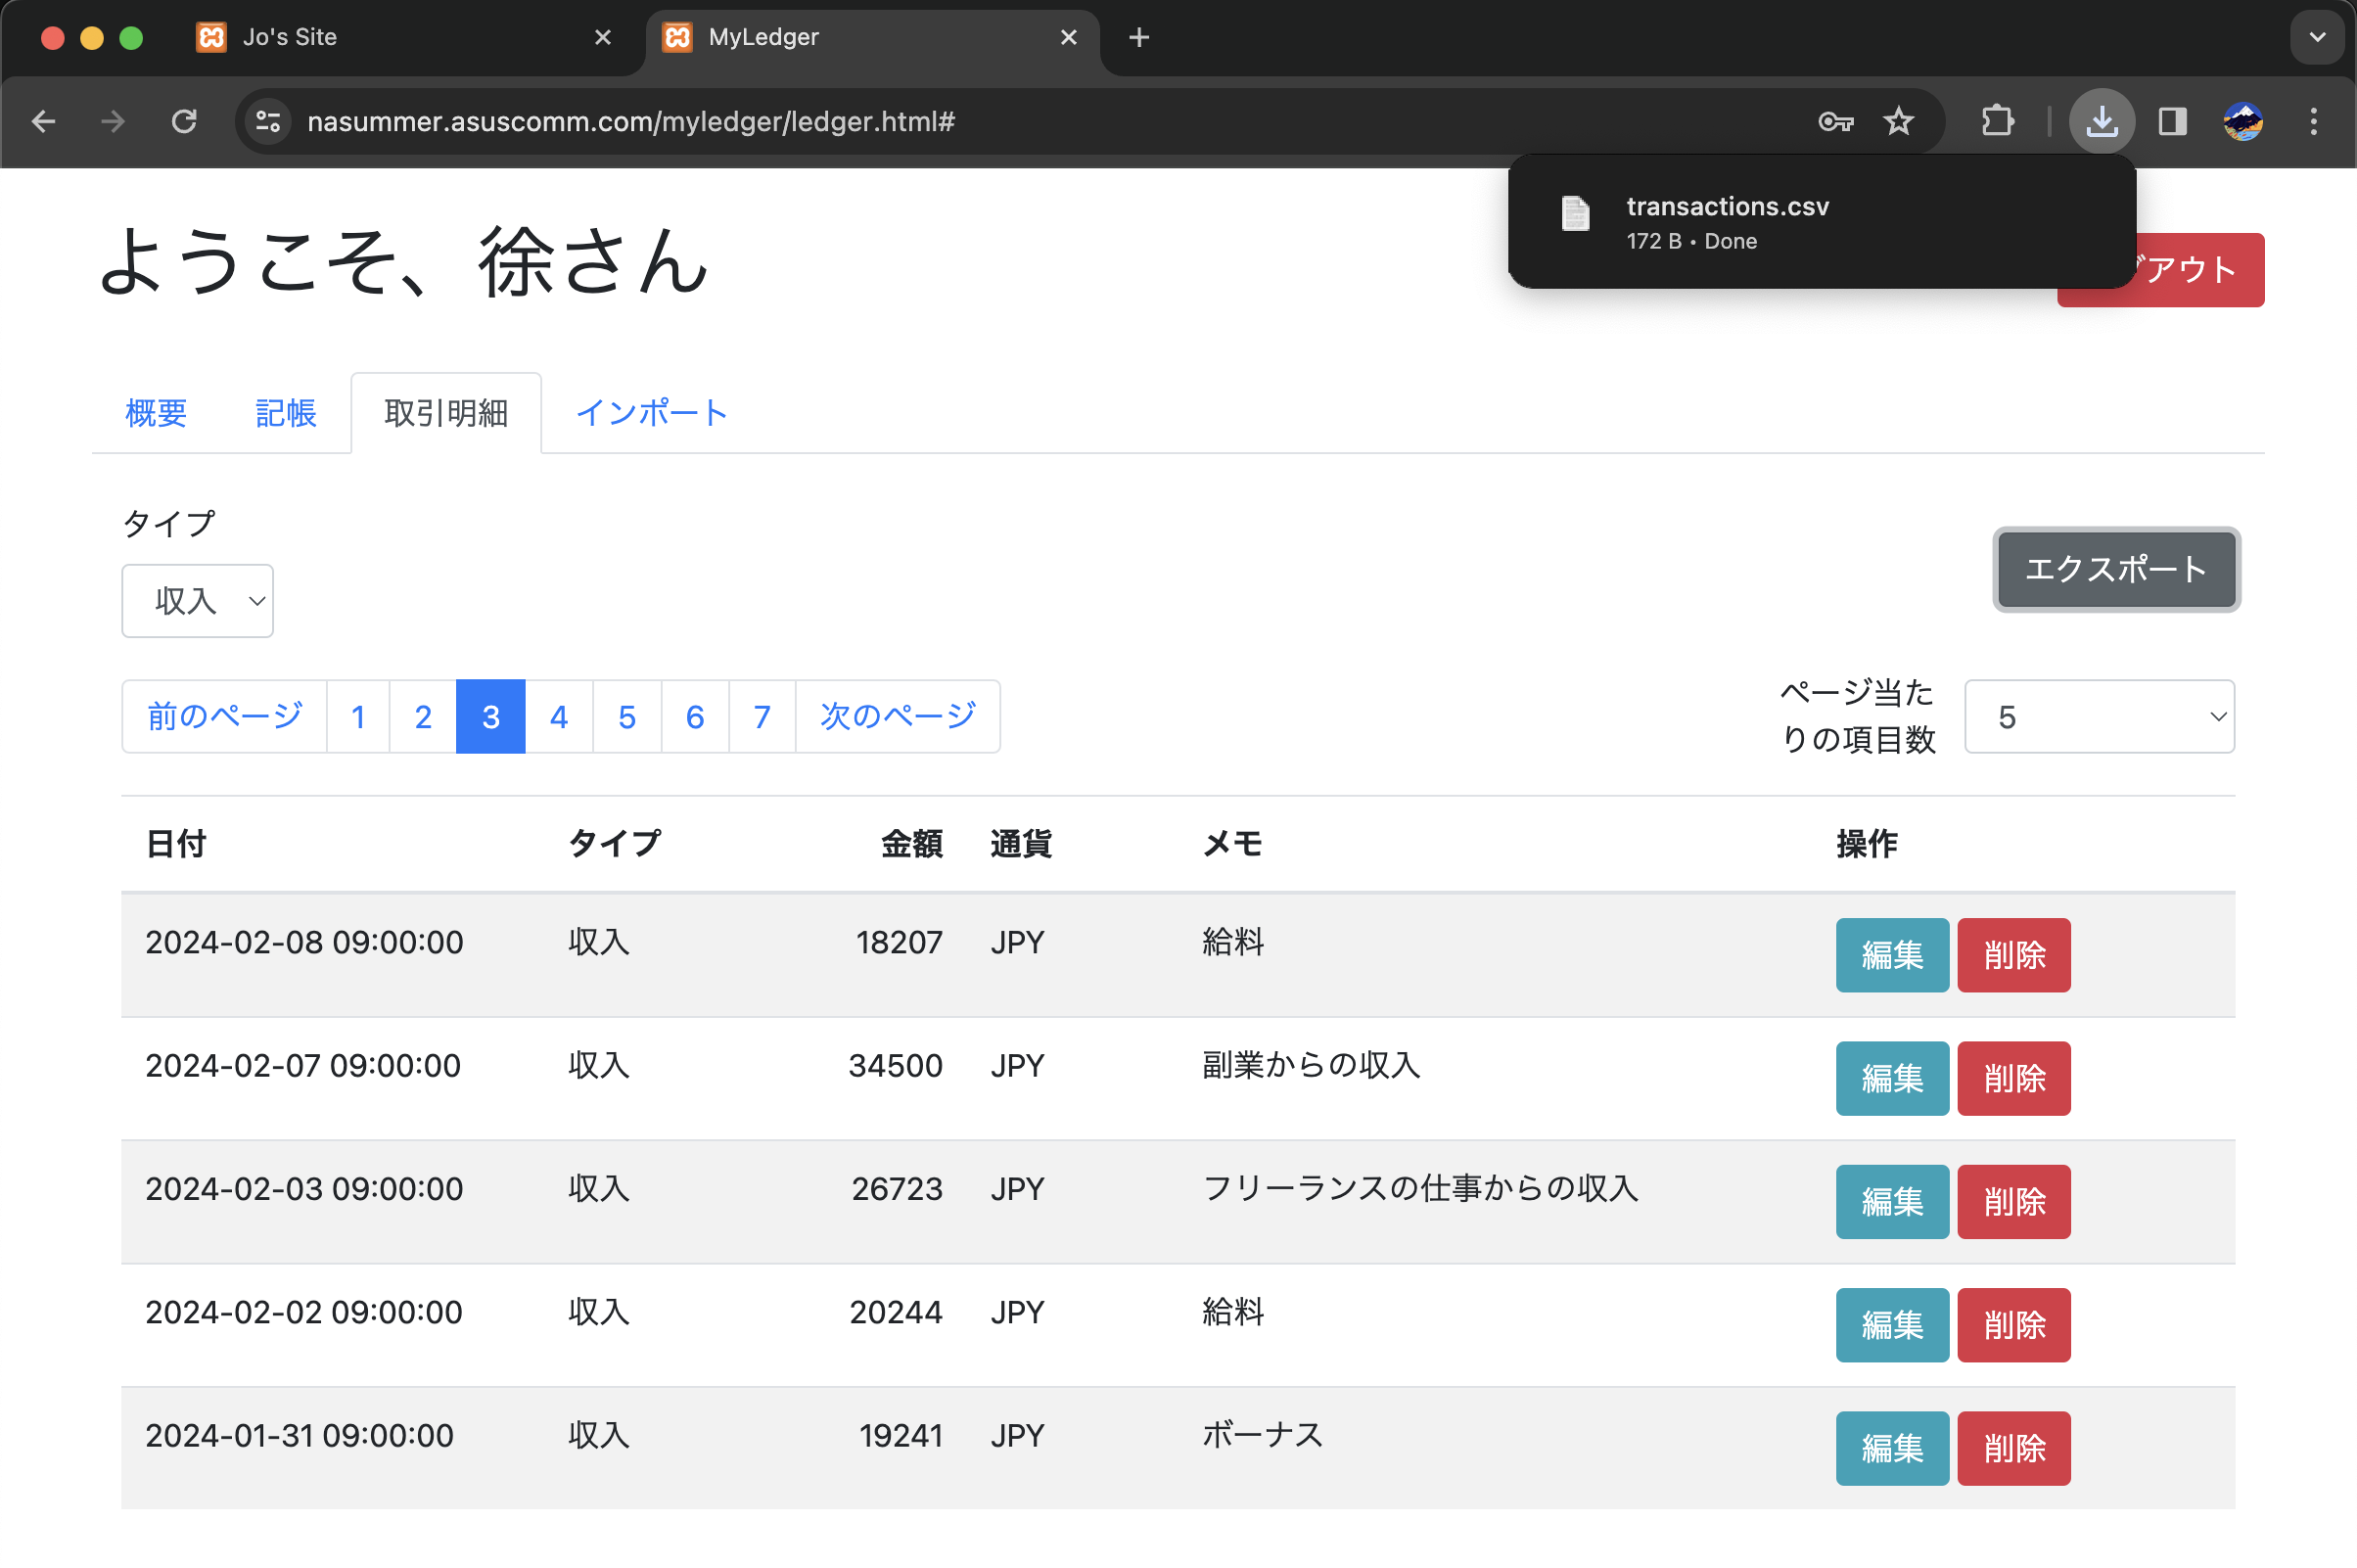 Jo's Site
MyLedger
nasummer.asuscomm.com/myledger/ledger.html#
transactions.csv
172 B • Done
ようこそ、徐さん
アウト
概要 記帳 取引明細 インポート
タイプ
収入
エクスポート
前のページ 1 2 3 4 5 6 7 次のページ
ページ当た
りの項目数
5
日付 タイプ 金額 通貨 メモ 操作
2024-02-08 09:00:00 収入 18207 JPY 給料 編集 削除
2024-02-07 09:00:00 収入 34500 JPY 副業からの収入 編集 削除
2024-02-03 09:00:00 収入 26723 JPY フリーランスの仕事からの収入 編集 削除
2024-02-02 09:00:00 収入 20244 JPY 給料 編集 削除
2024-01-31 09:00:00 収入 19241 JPY ボーナス 編集 削除